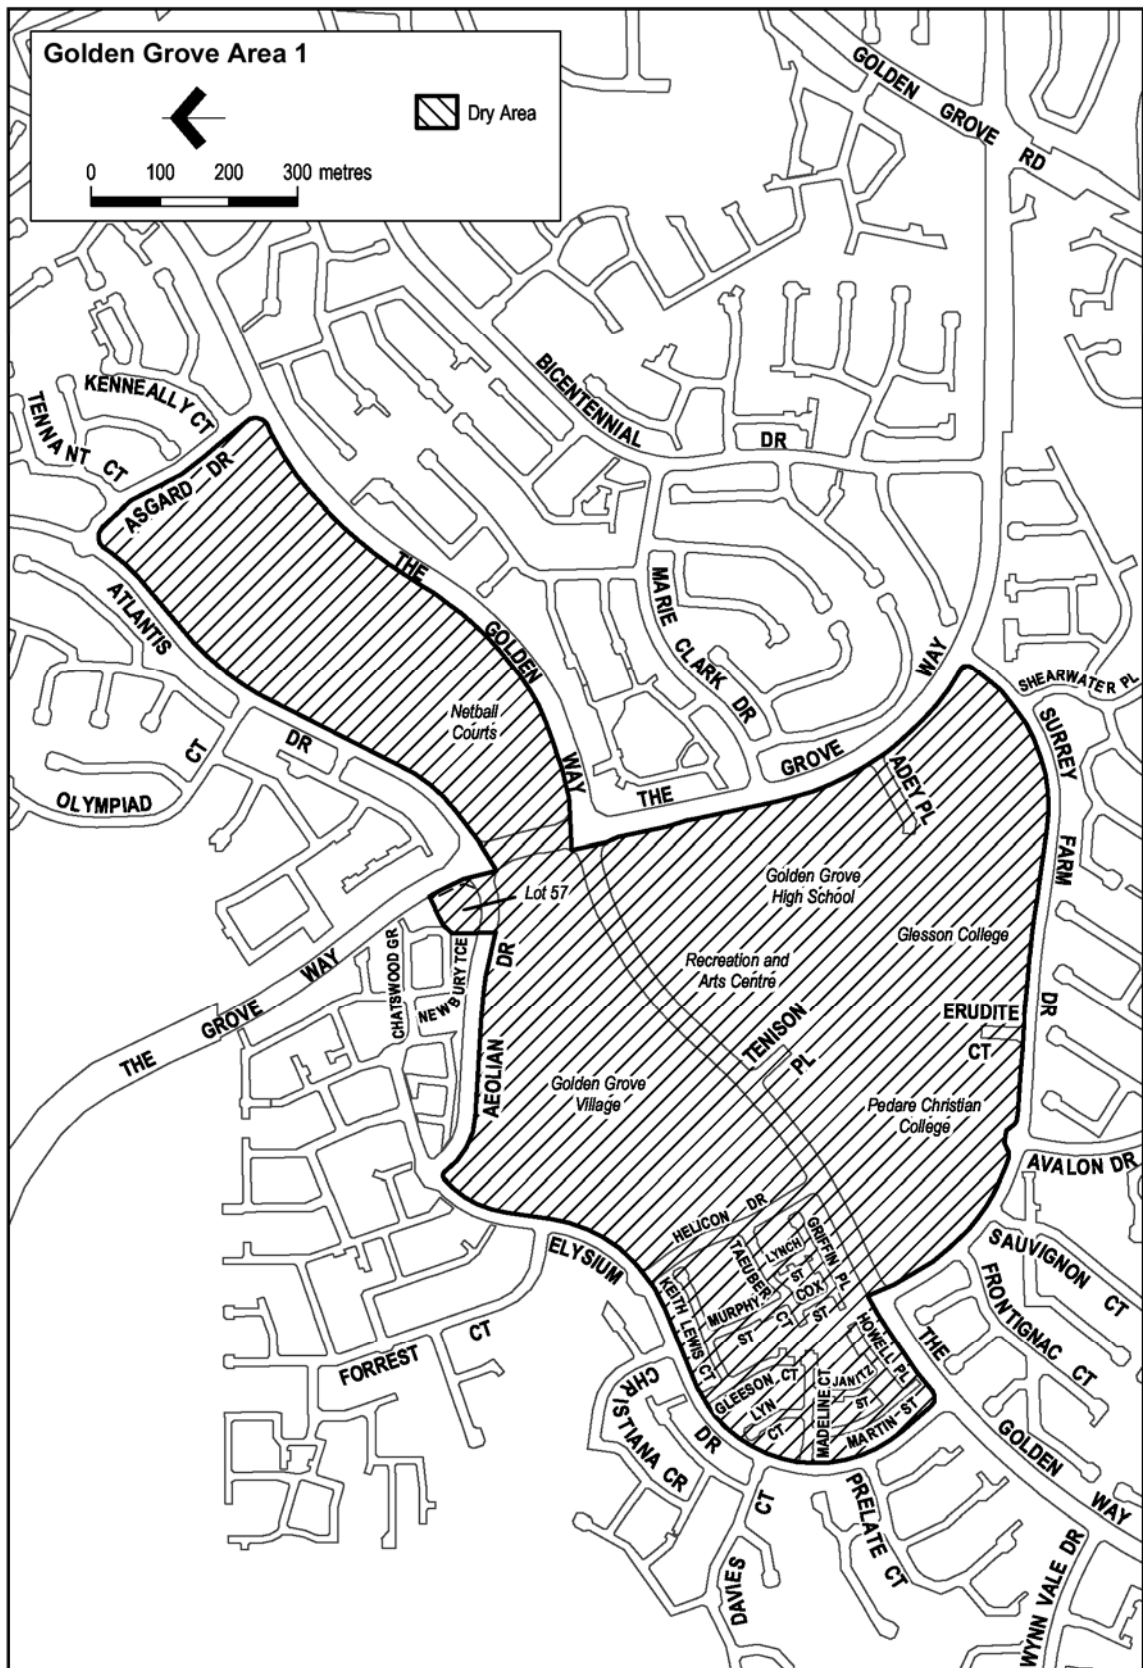 Golden Grove Area 1
Dry Area
0 100 200 300 metres
GOLDEN GROVE RD
KENNEALLY CT
TENNANT CT
BICENTENNIAL DR
ASGARD DR
ATLANTIS DR
THE GOLDEN WAY
MARIE CLARK DR
SHEARWATER PL
SURREY FARM DR
Netball
Courts
OLYMPIAD CT
THE GROVE WAY
ADEY PL
Golden Grove
High School
Lot 57
Glesson College
CHATSWOOD GR
NEWBURY TCE
THE GROVE WAY
AEOLIAN DR
Recreation and
Arts Centre
ERUDITE
CT
TENISON
PL
Golden Grove
Village
Pedare Christian
College
AVALON DR
HELICON DR
ELYSIUM DR
TAEUBER CT
LYNCH
ST
GRIFFIN PL
COX
ST
MURPHY
ST
KEITH LEWIS CT
SAUVIGNON CT
FRONTIGNAC CT
HOWELL PL
FORREST CT
GLEESON CT
LYN
CT
MADELINE CT
JANITZ
ST
MARTIN ST
THE GOLDEN WAY
CHRISTIANA CR
PRELATE CT
DAVIES CT
WYNN VALE DR